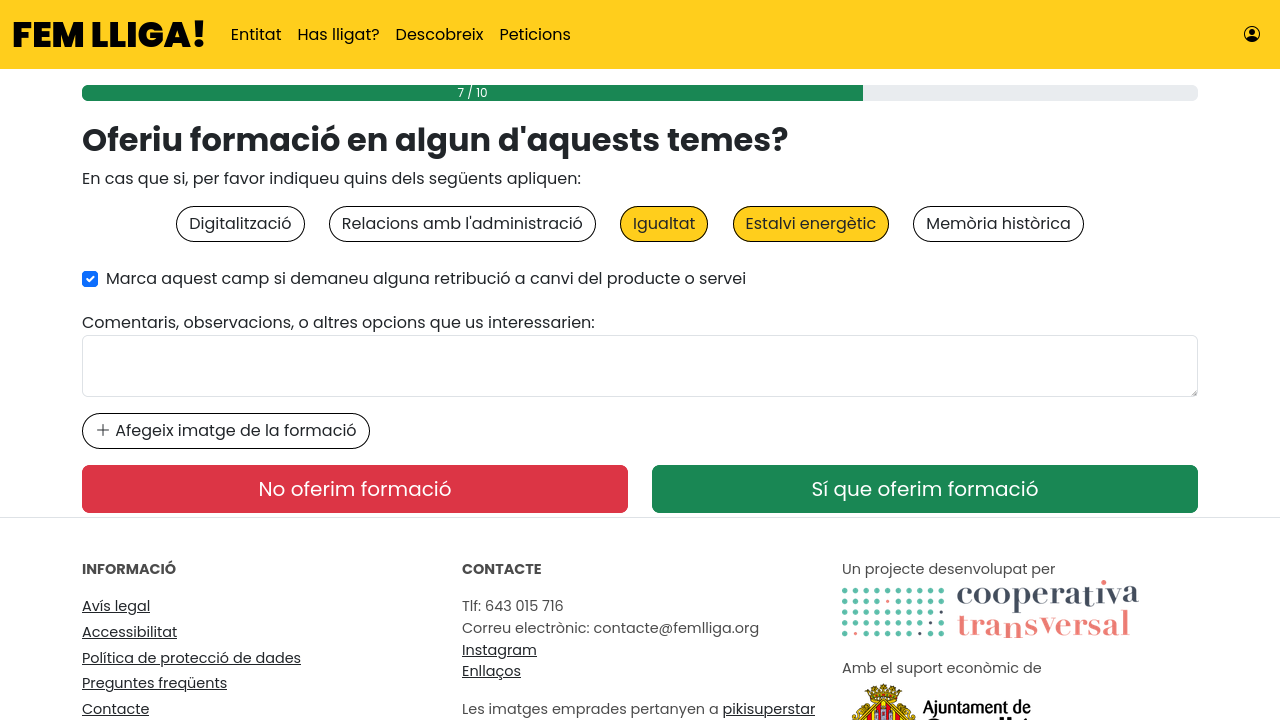 FEM LLIGA! Entitat Has lligat? Descobreix Peticions
7 / 10
Oferiu formació en algun d'aquests temes?
En cas que si, per favor indiqueu quins dels següents apliquen:
Digitalització Relacions amb l'administració Igualtat Estalvi energètic Memòria històrica
Marca aquest camp si demaneu alguna retribució a canvi del producte o servei
Comentaris, observacions, o altres opcions que us interessarien:
+ Afegeix imatge de la formació
No oferim formació Sí que oferim formació
INFORMACIÓ
Avís legal
Accessibilitat
Política de protecció de dades
Preguntes freqüents
Contacte
CONTACTE
Tlf: 643 015 716
Correu electrònic: contacte@femlliga.org
Instagram
Enllaços
Les imatges emprades pertanyen a pikisuperstar
Un projecte desenvolupat per
cooperativa
transversal
Amb el suport econòmic de
Ajuntament de